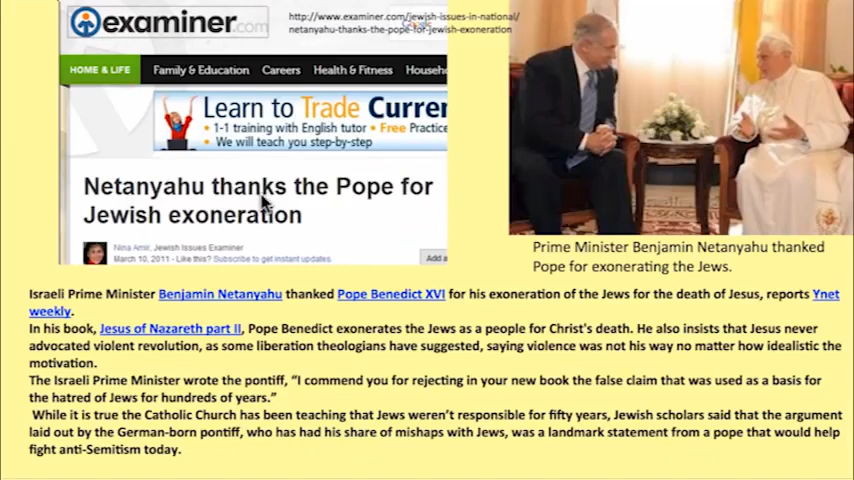 examiner.com
http://www.examiner.com/jewish-issues-in-national/
netanyahu-thanks-the-pope-for-jewish-exoneration
HOME & LIFE Family & Education Careers Health & Fitness Househo
Learn to Trade Curren
• 1-1 training with English tutor • Free Practice
• We will teach you step-by-step
Netanyahu thanks the Pope for
Jewish exoneration
Nina Amir, Jewish Issues Examiner
March 10, 2011 - Like this? Subscribe to get instant updates.
Add a
Prime Minister Benjamin Netanyahu thanked
Pope for exonerating the Jews.
Israeli Prime Minister Benjamin Netanyahu thanked Pope Benedict XVI for his exoneration of the Jews for the death of Jesus, reports Ynet
weekly.
In his book, Jesus of Nazareth part II, Pope Benedict exonerates the Jews as a people for Christ's death. He also insists that Jesus never
advocated violent revolution, as some liberation theologians have suggested, saying violence was not his way no matter how idealistic the
motivation.
The Israeli Prime Minister wrote the pontiff, “I commend you for rejecting in your new book the false claim that was used as a basis for
the hatred of Jews for hundreds of years.”
While it is true the Catholic Church has been teaching that Jews weren’t responsible for fifty years, Jewish scholars said that the argument
laid out by the German-born pontiff, who has had his share of mishaps with Jews, was a landmark statement from a pope that would help
fight anti-Semitism today.